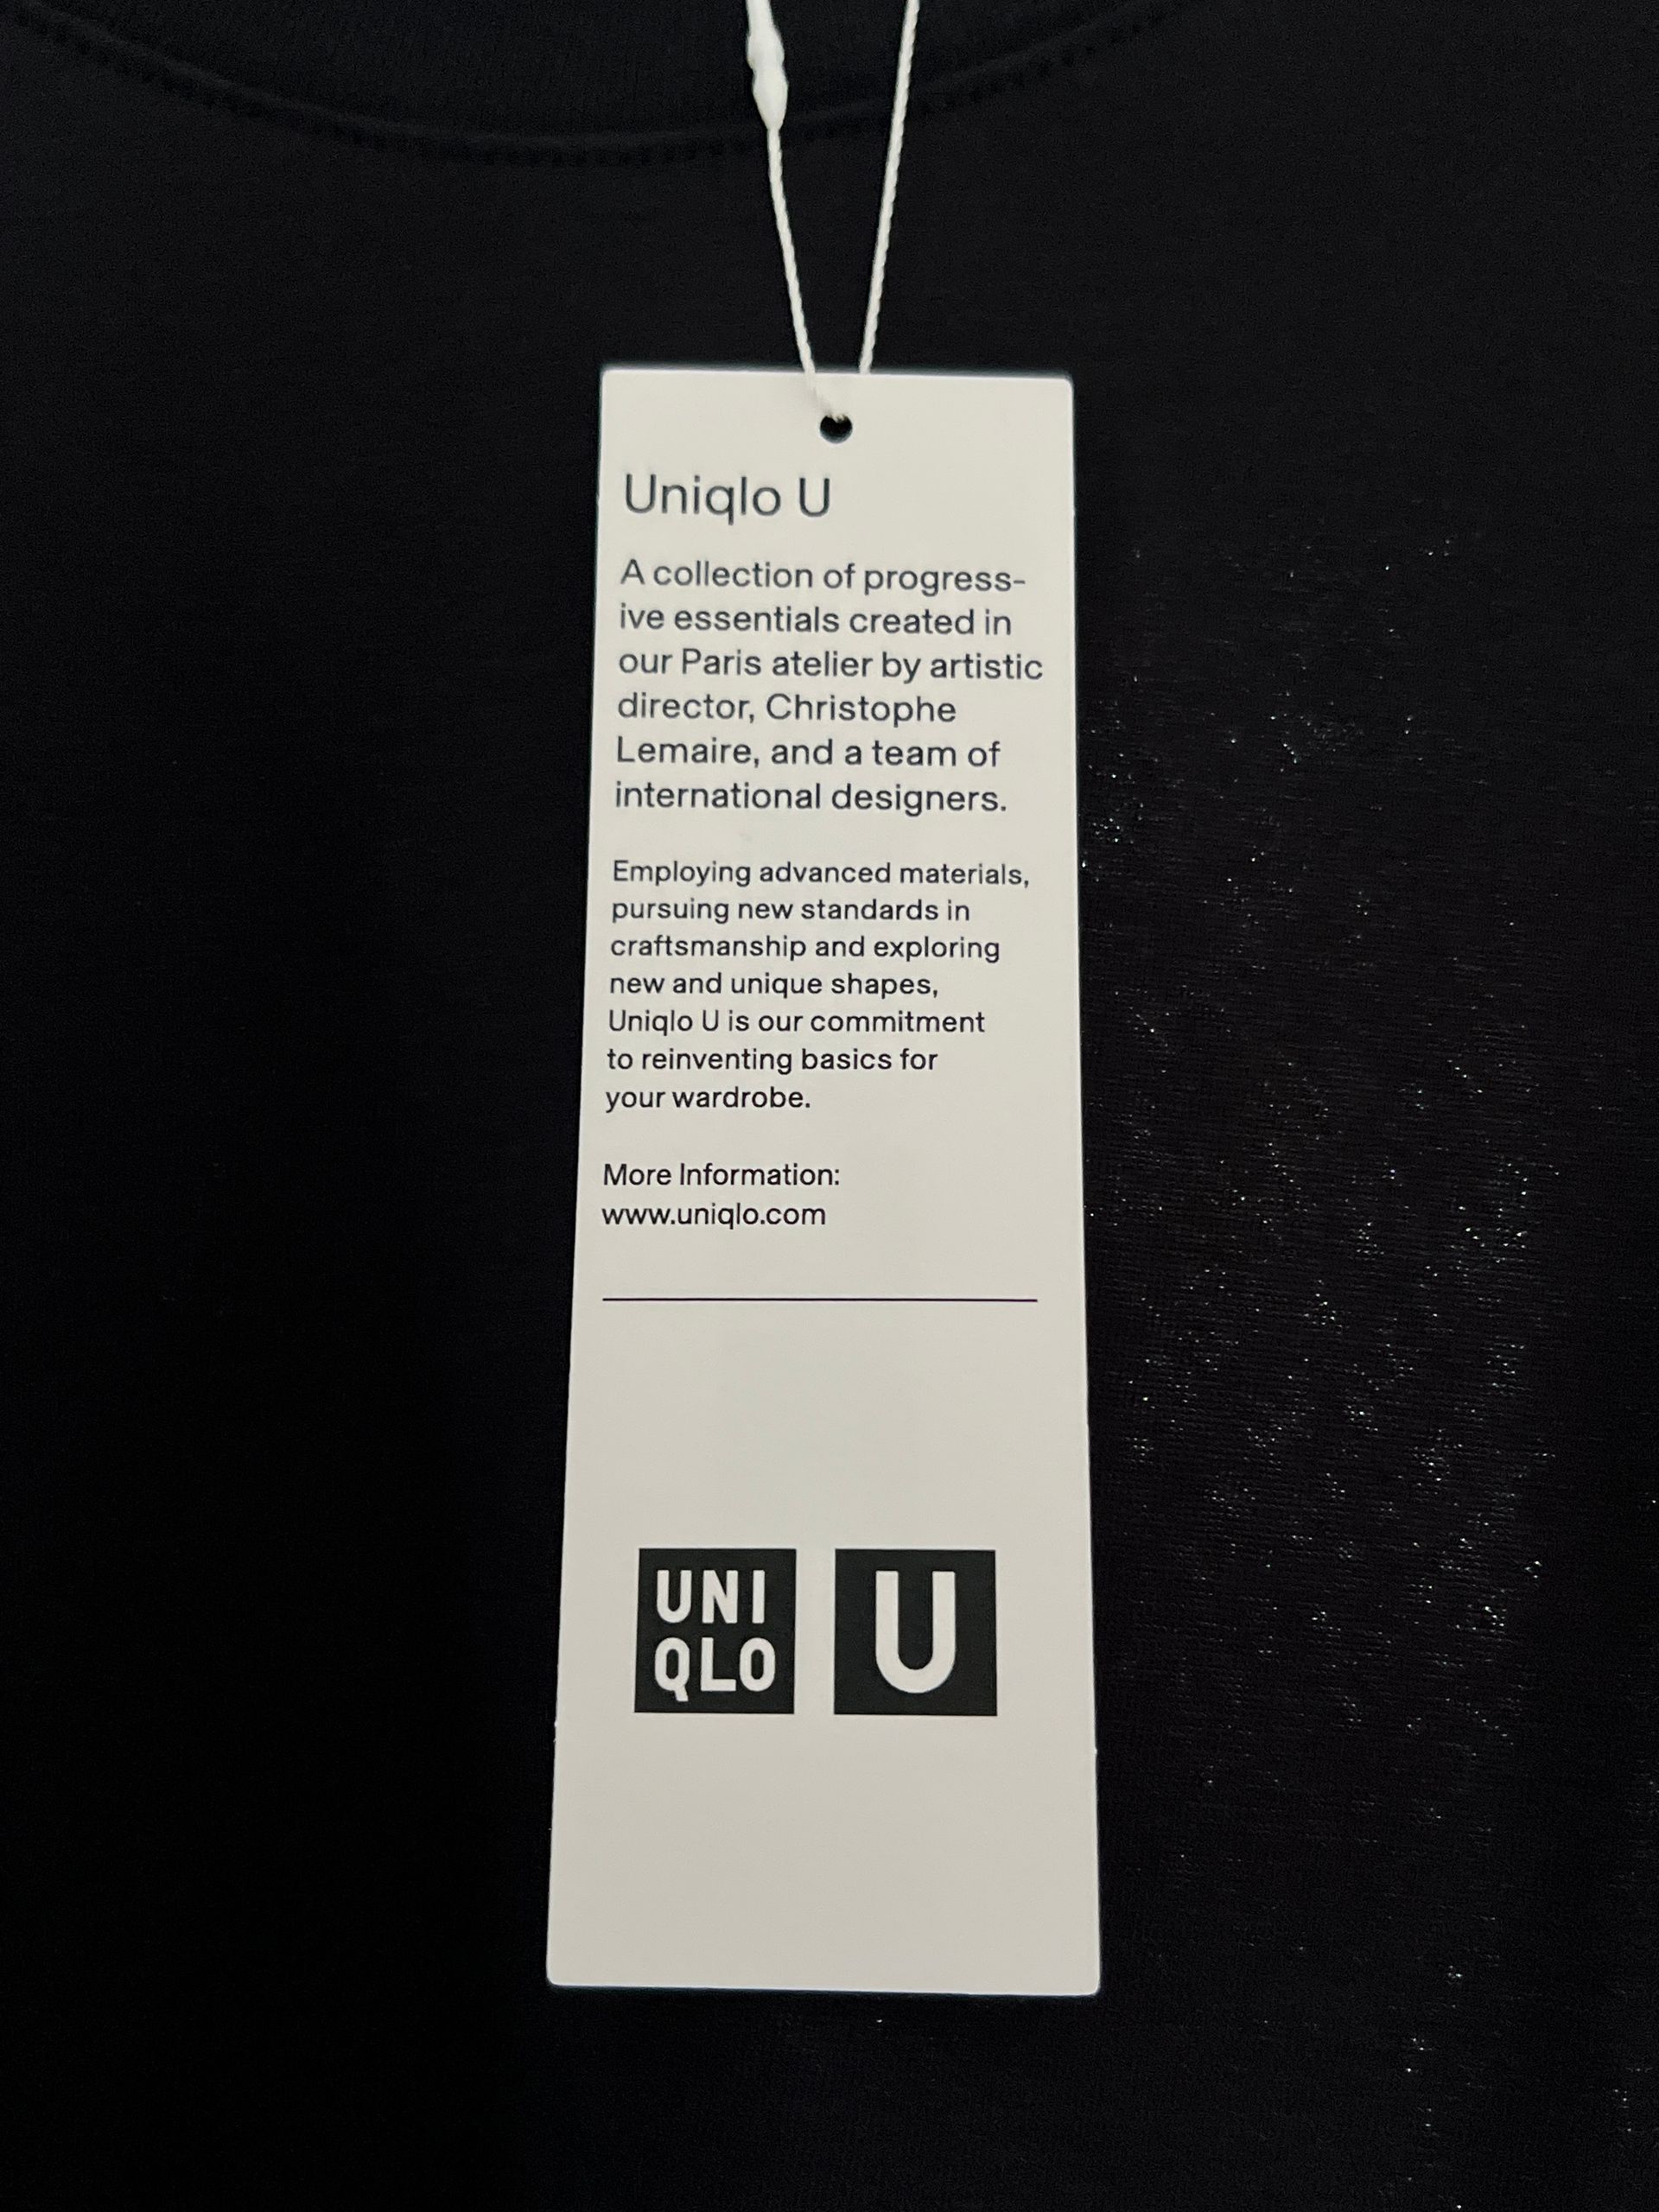 Uniqlo U
A collection of progress-
ive essentials created in
our Paris atelier by artistic
director, Christophe
Lemaire, and a team of
international designers.
Employing advanced materials,
pursuing new standards in
craftsmanship and exploring
new and unique shapes,
Uniqlo U is our commitment
to reinventing basics for
your wardrobe.
More Information:
www.uniqlo.com
UNI
QLO
U